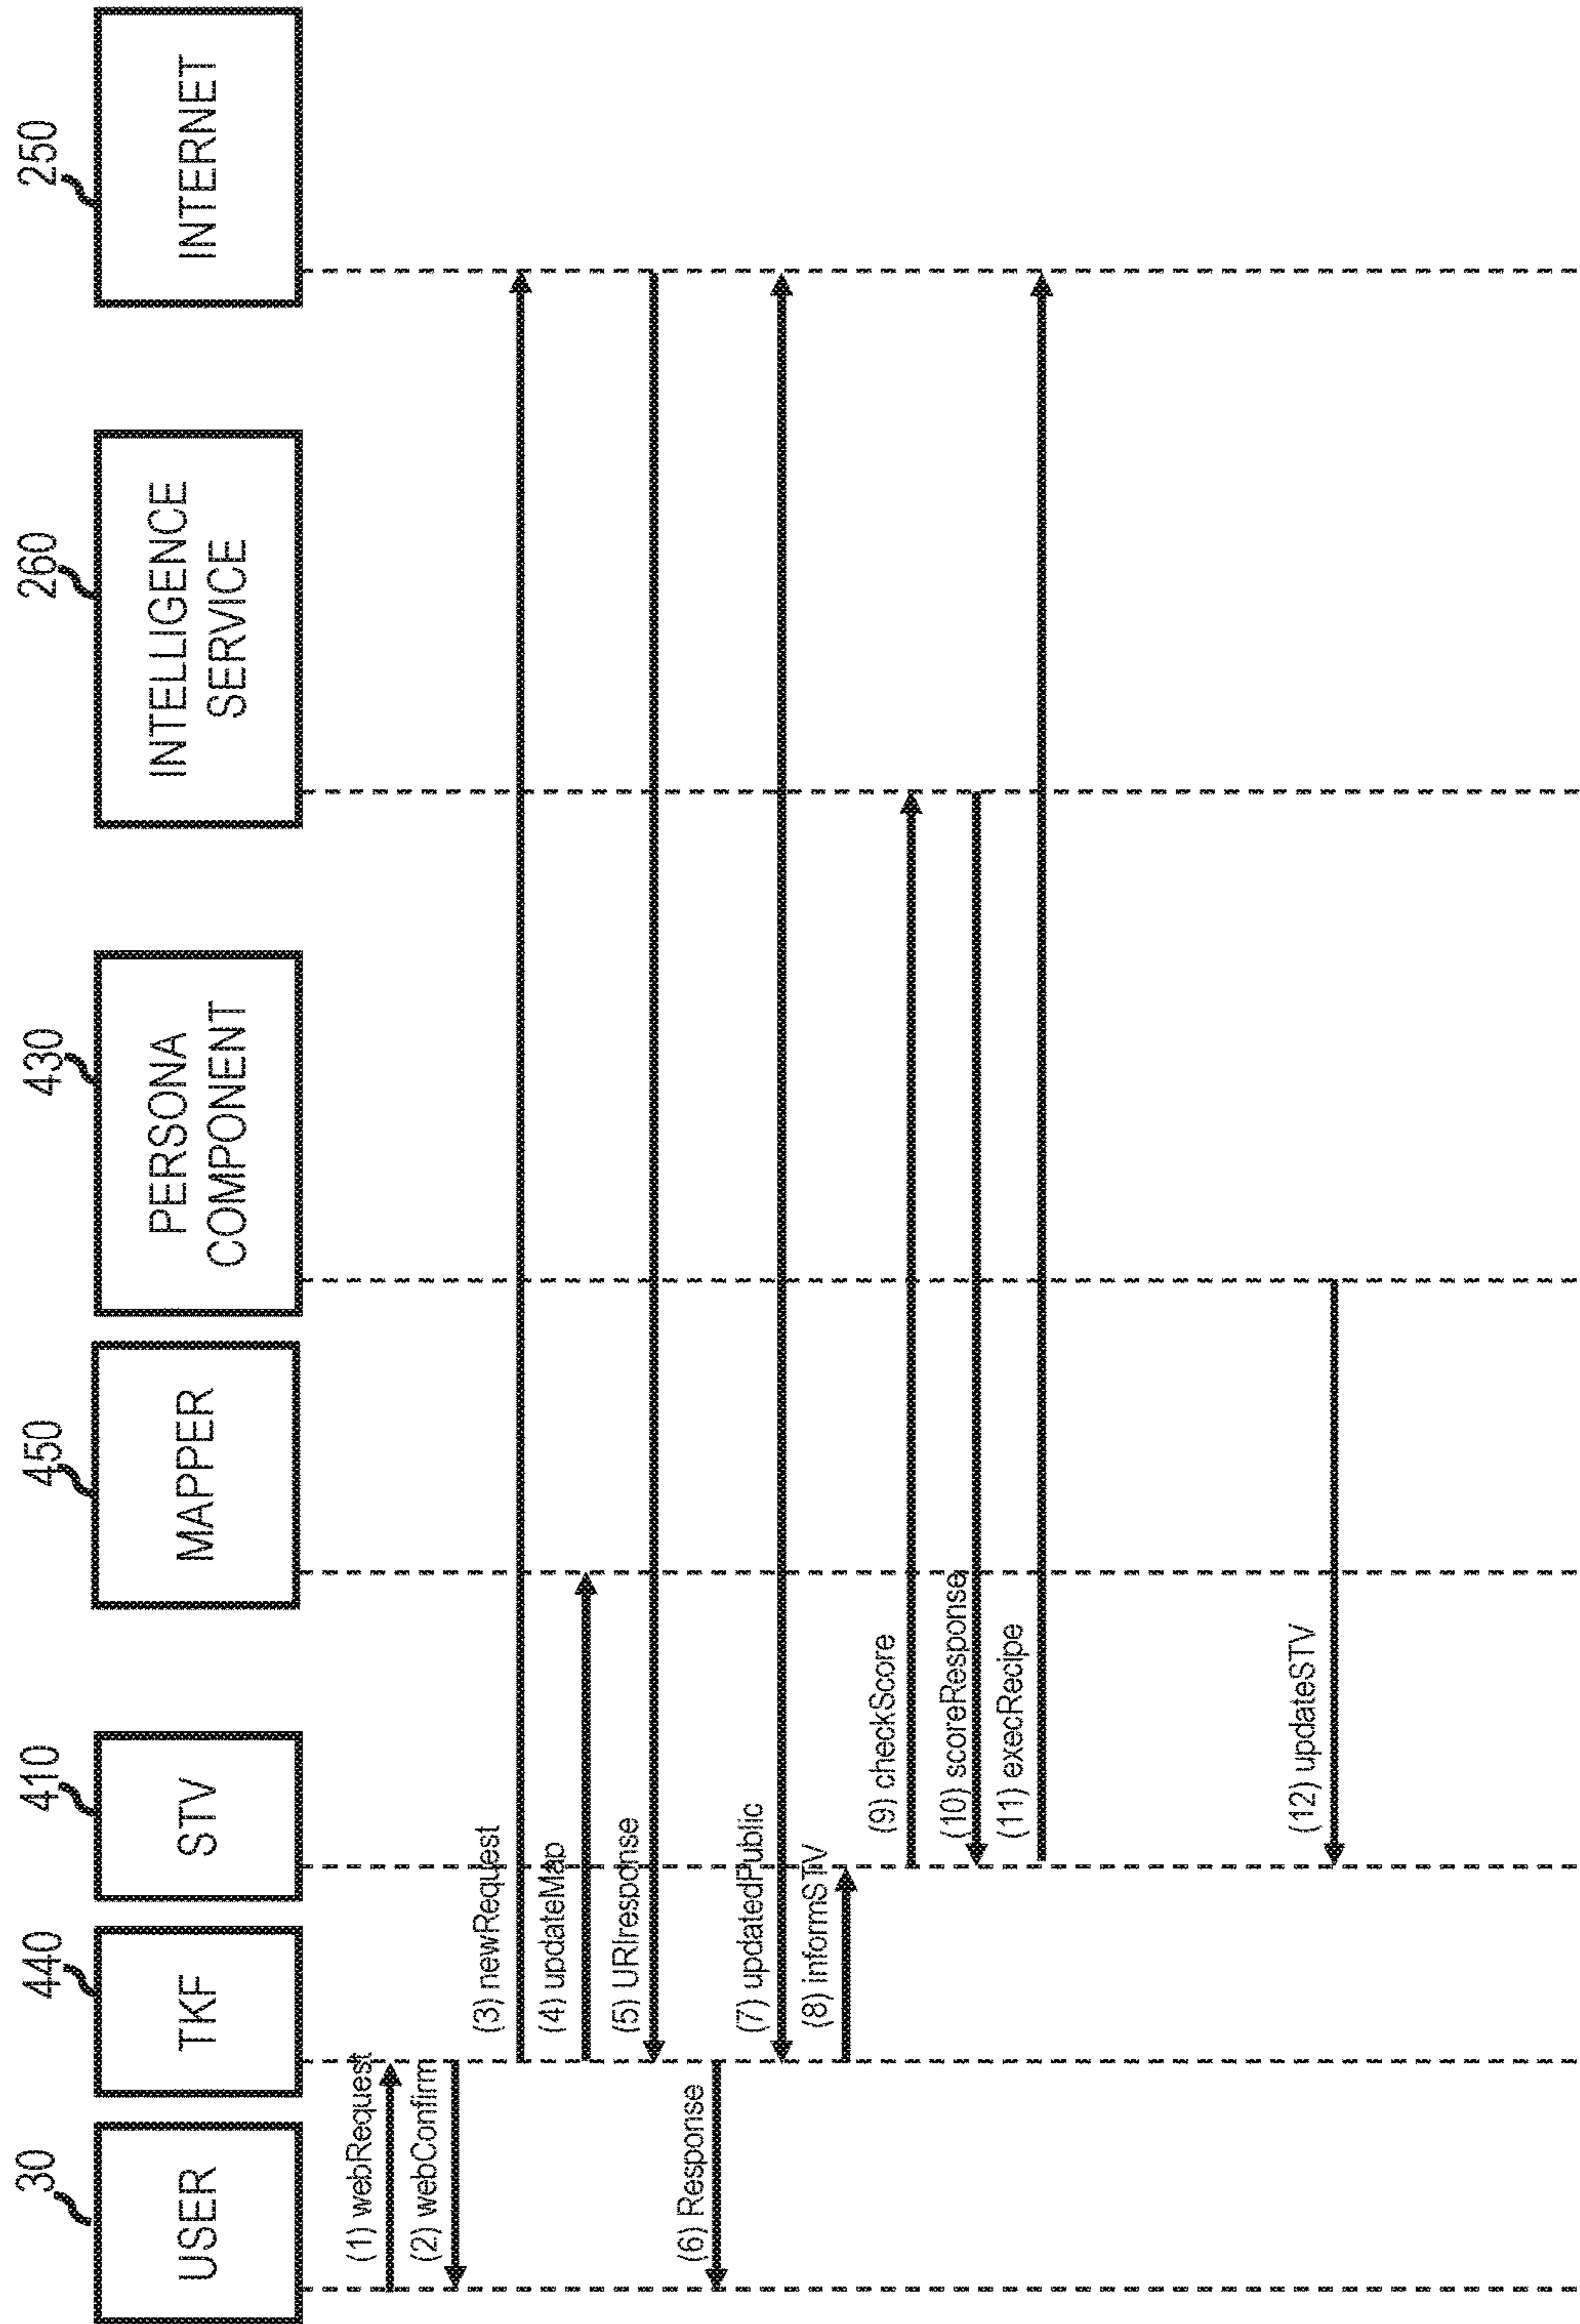 30
USER
440
TKF
410
STV
450
MAPPER
430
PERSONA
COMPONENT
260
INTELLIGENCE
SERVICE
250
INTERNET
(1) webRequest
(2) webConfirm
(3) newRequest
(4) updateMap
(5) URIresponse
(6) Response
(7) updatedPublic
(8) informSTV
(9) checkScore
(10) scoreResponse
(11) execRecipe
(12) updateSTV